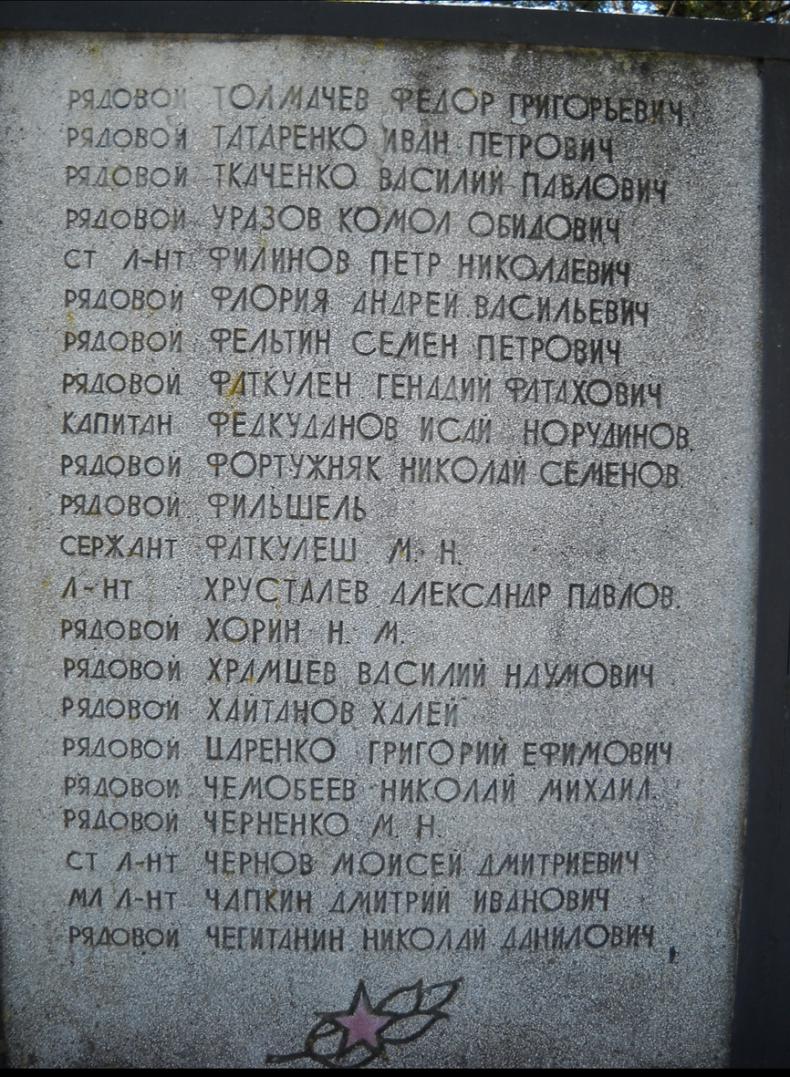 РЯДОВОЙ ТОЛМАЧЕВ ФЕДОР ГРИГОРЬЕВИЧ
РЯДОВОЙ ТАТАРЕНКО ИВАН ПЕТРОВИЧ
РЯДОВОЙ ТКАЧЕНКО ВАСИЛИЙ ПАВЛОВИЧ
РЯДОВОЙ УРАЗОВ КОМОЛ ОБИДОВИЧ
СТ Л-НТ ФИЛИНОВ ПЕТР НИКОЛАЕВИЧ
РЯДОВОЙ ФЛОРИЯ АНДРЕЙ ВАСИЛЬЕВИЧ
РЯДОВОЙ ФЕЛЬТИН СЕМЕН ПЕТРОВИЧ
РЯДОВОЙ ФАТКУЛЕН ГЕНАДИЙ ФАТАХОВИЧ
КАПИТАН ФЕДКУДАНОВ ИСАЙ НОРУДИНОВ.
РЯДОВОЙ ФОРТУЖНЯК НИКОЛАЙ СЕМЕНОВ.
РЯДОВОЙ ФИЛЬШЕЛЬ
СЕРЖАНТ ФАТКУЛЕШ М. Н.
Л-НТ ХРУСТАЛЕВ АЛЕКСАНДР ПАВЛОВ.
РЯДОВОЙ ХОРИН Н. М.
РЯДОВОЙ ХРАМЦЕВ ВАСИЛИЙ НАУМОВИЧ
РЯДОВОЙ ХАЙТАНОВ ХАЛЕЙ
РЯДОВОЙ ЦАРЕНКО ГРИГОРИЙ ЕФИМОВИЧ
РЯДОВОЙ ЧЕМОБЕЕВ НИКОЛАЙ МИХАИЛ.
РЯДОВОЙ ЧЕРНЕНКО М. Н.
СТ Л-НТ ЧЕРНОВ МОИСЕЙ ДМИТРИЕВИЧ
МЛ Л-НТ ЧАПКИН ДМИТРИЙ ИВАНОВИЧ
РЯДОВОЙ ЧЕГИТАНИН НИКОЛАЙ ДАНИЛОВИЧ